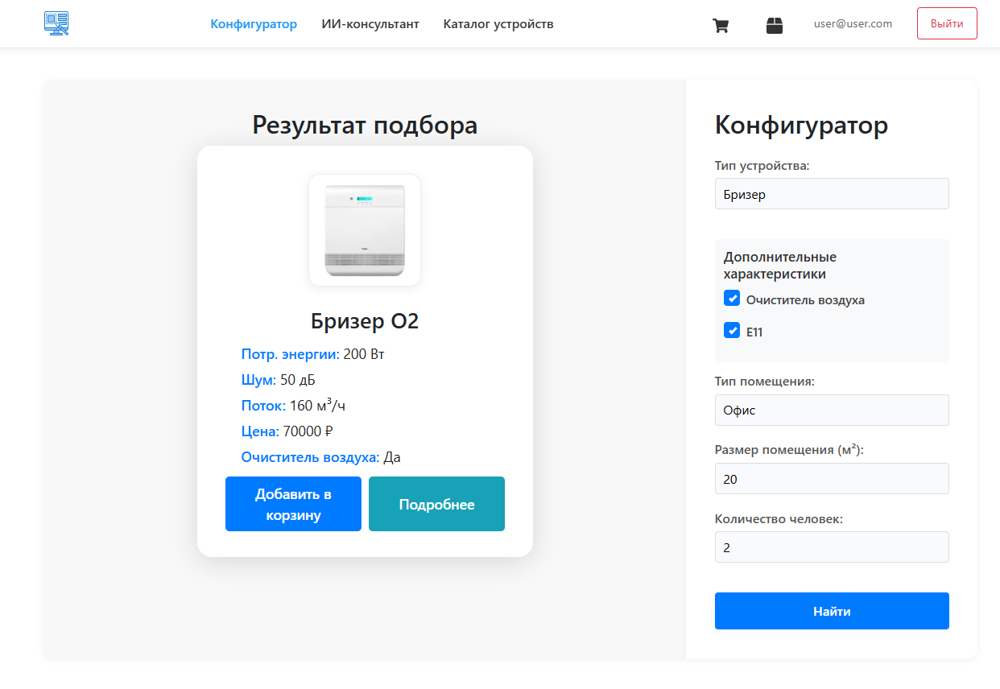 Конфигуратор ИИ-консультант Каталог устройств user@user.com Выйти
Результат подбора
Бризер О2
Потр. энергии: 200 Вт
Шум: 50 дБ
Поток: 160 м³/ч
Цена: 70000 ₽
Очиститель воздуха: Да
Добавить в
корзину
Подробнее
Конфигуратор
Тип устройства:
Бризер
Дополнительные
характеристики
Очиститель воздуха
E11
Тип помещения:
Офис
Размер помещения (м²):
20
Количество человек:
2
Найти